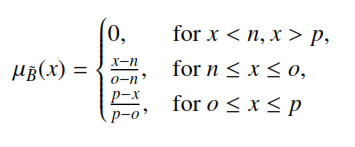 μ_B̃(x) = { 0, for x < n, x > p,
(x−n)/(o−n), for n ≤ x ≤ o,
(p−x)/(p−o), for o ≤ x ≤ p